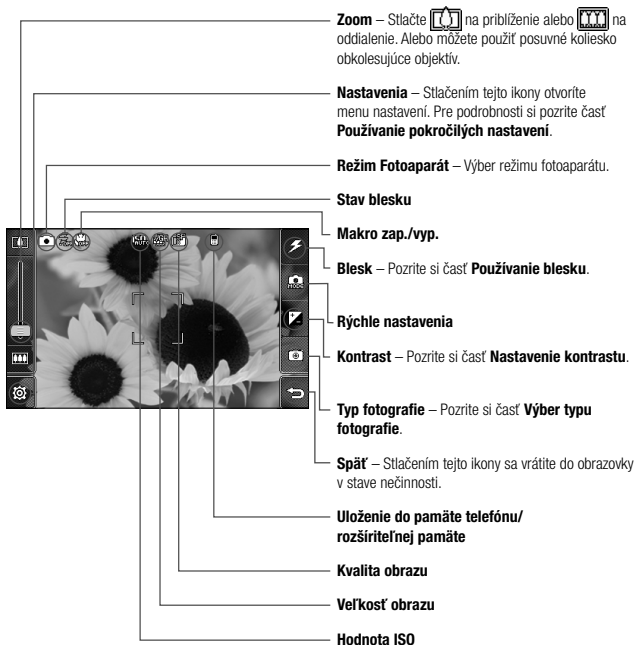 Zoom – Stlačte na priblíženie alebo na
oddialenie. Alebo môžete použiť posuvné koliesko
obkolesujúce objektív.
Nastavenia – Stlačením tejto ikony otvoríte
menu nastavení. Pre podrobnosti si pozrite časť
Používanie pokročilých nastavení.
Režim Fotoaparát – Výber režimu fotoaparátu.
Stav blesku
Makro zap./vyp.
Blesk – Pozrite si časť Používanie blesku.
Rýchle nastavenia
Kontrast – Pozrite si časť Nastavenie kontrastu.
Typ fotografie – Pozrite si časť Výber typu
fotografie.
Späť – Stlačením tejto ikony sa vrátite do obrazovky
v stave nečinnosti.
Uloženie do pamäte telefónu/
rozšíriteľnej pamäte
Kvalita obrazu
Veľkosť obrazu
Hodnota ISO
ISO
AUTO
MODE